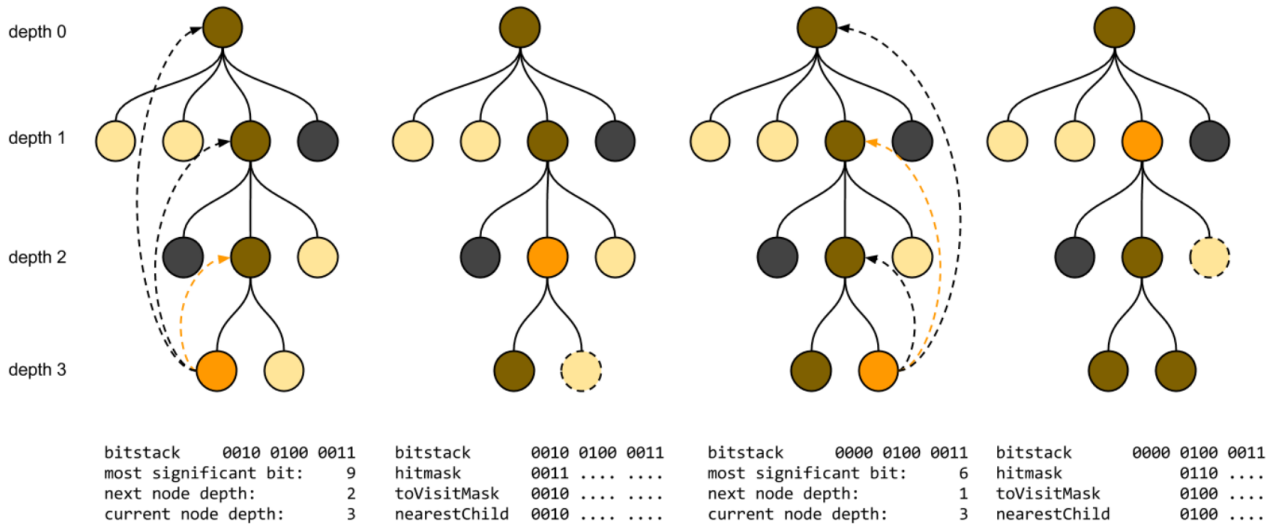 depth 0
depth 1
depth 2
depth 3
bitstack 0010 0100 0011
most significant bit: 9
next node depth: 2
current node depth: 3
bitstack 0010 0100 0011
hitmask 0011 .... ....
toVisitMask 0010 .... ....
nearestChild 0010 .... ....
bitstack 0000 0100 0011
most significant bit: 6
next node depth: 1
current node depth: 3
bitstack 0000 0100 0011
hitmask 0110 ....
toVisitMask 0100 ....
nearestChild 0100 ....